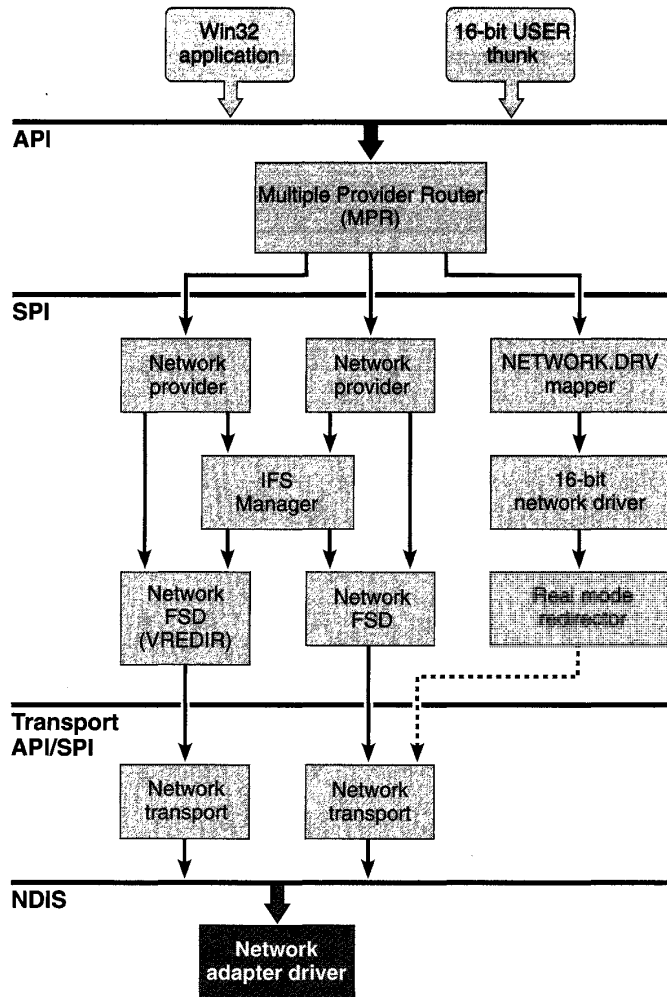 Win32
application
16-bit USER
thunk
API
Multiple Provider Router
(MPR)
SPI
Network
provider
Network
provider
NETWORK.DRV
mapper
IFS
Manager
16-bit
network driver
Network
FSD
(VREDIR)
Network
FSD
Real mode
redirector
Transport
API/SPI
Network
transport
Network
transport
NDIS
Network
adapter driver